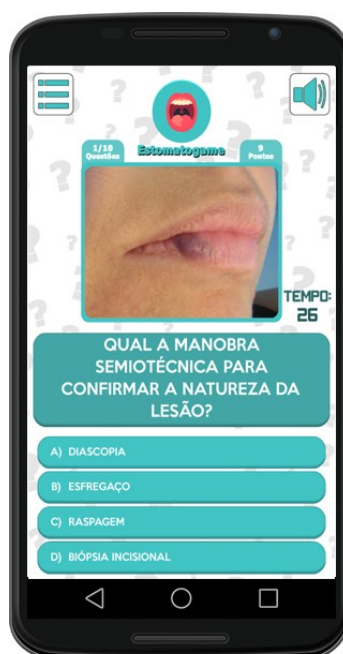 1/10
Questões
Estomatogame
9
Pontos
TEMPO:
26
QUAL A MANOBRA
SEMIOTÉCNICA PARA
CONFIRMAR A NATUREZA DA
LESÃO?
A) DIASCOPIA
B) ESFREGAÇO
C) RASPAGEM
D) BIÓPSIA INCISIONAL